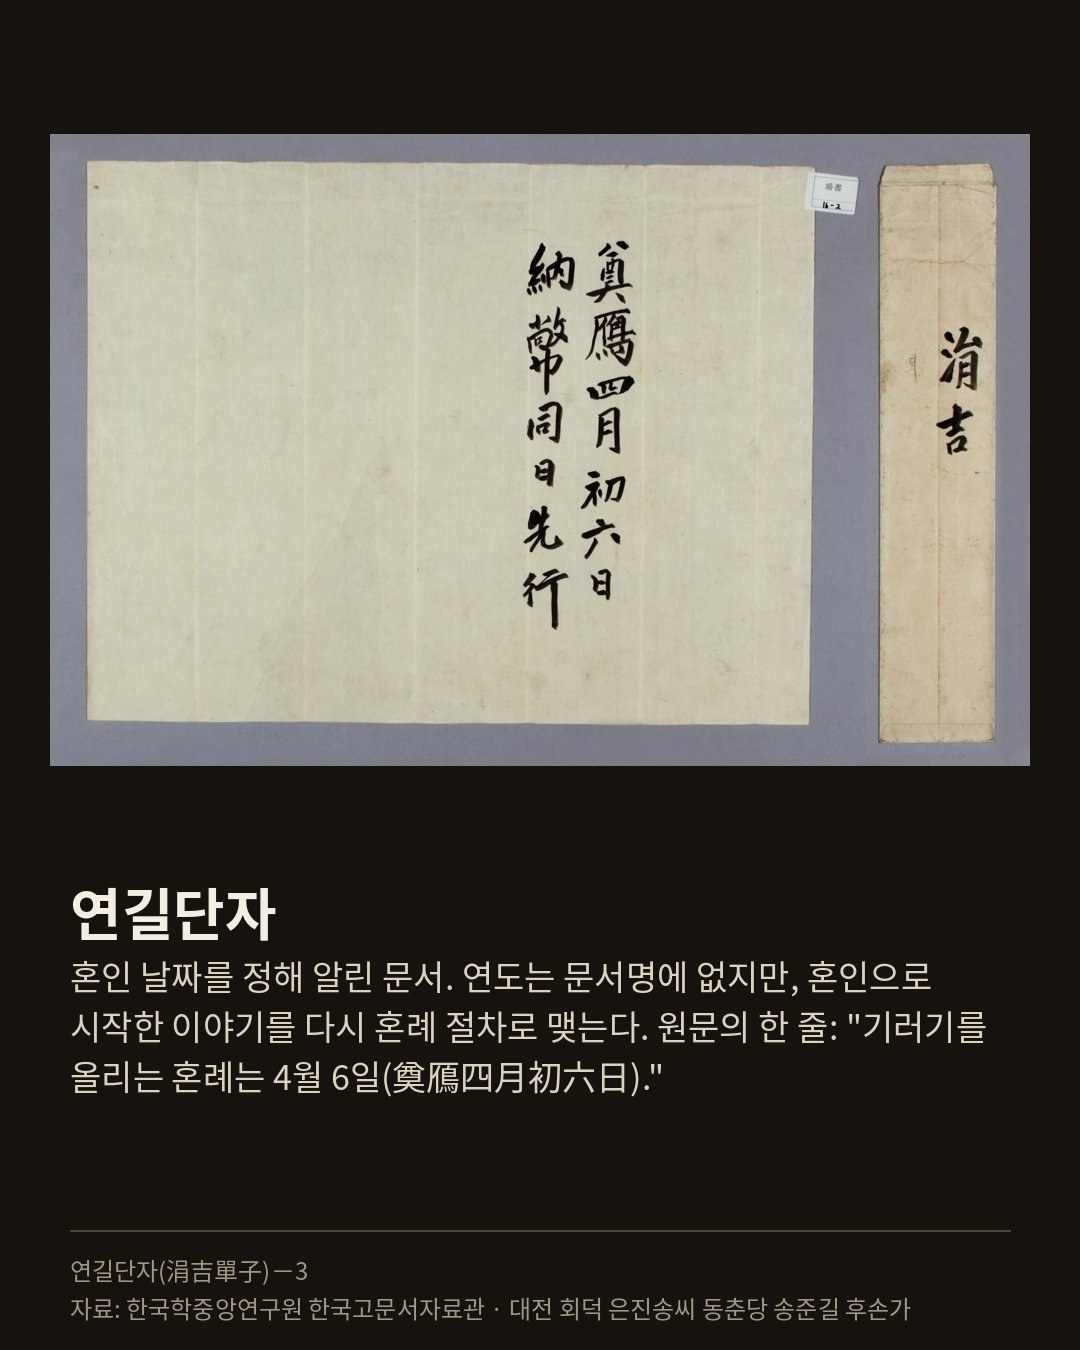 奠鴈四月初六日
納幣同日先行
婚書
16-2
涓吉
연길단자
혼인 날짜를 정해 알린 문서. 연도는 문서명에 없지만, 혼인으로
시작한 이야기를 다시 혼례 절차로 맺는다. 원문의 한 줄: "기러기를
올리는 혼례는 4월 6일(奠鴈四月初六日)."
연길단자(涓吉單子)－3
자료: 한국학중앙연구원 한국고문서자료관 · 대전 회덕 은진송씨 동춘당 송준길 후손가